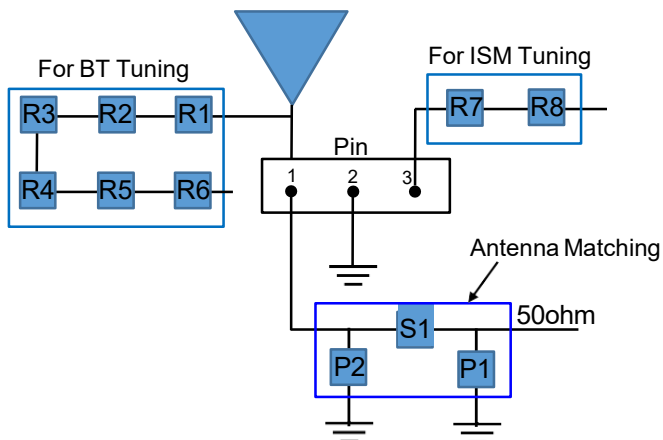 For BT Tuning
For ISM Tuning
R3 R2 R1
R7 R8
Pin
1 2 3
R4 R5 R6
Antenna Matching
50ohm
S1
P2 P1